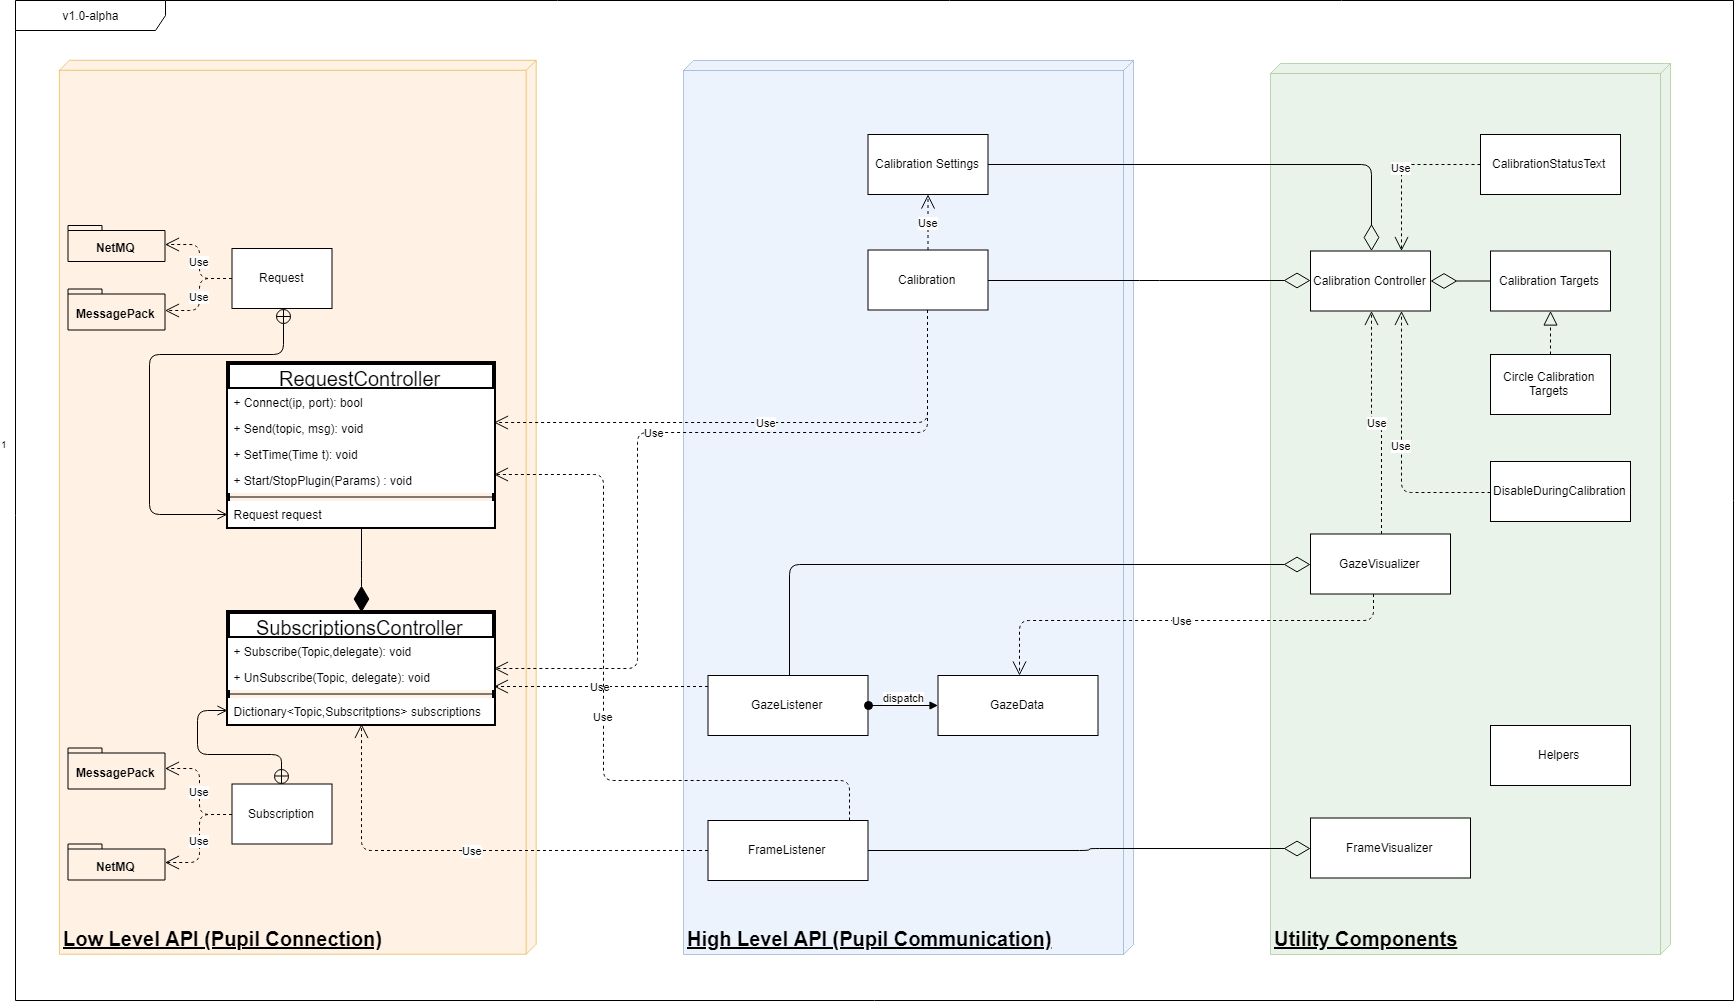 v1.0-alpha
1
NetMQ
MessagePack
Use
Use
Request
RequestController
+ Connect(ip, port): bool
+ Send(topic, msg): void
+ SetTime(Time t): void
+ Start/StopPlugin(Params) : void
Request request
SubscriptionsController
+ Subscribe(Topic,delegate): void
+ UnSubscribe(Topic, delegate): void
Dictionary<Topic,Subscritptions> subscriptions
MessagePack
NetMQ
Use
Use
Subscription
Low Level API (Pupil Connection)
Use
Use
Use
Use
Use
Calibration Settings
Use
Calibration
GazeListener
dispatch
GazeData
FrameListener
High Level API (Pupil Communication)
Use
CalibrationStatusText
Use
Calibration Controller
Calibration Targets
Circle Calibration
Targets
Use
Use
DisableDuringCalibration
GazeVisualizer
Helpers
FrameVisualizer
Utility Components